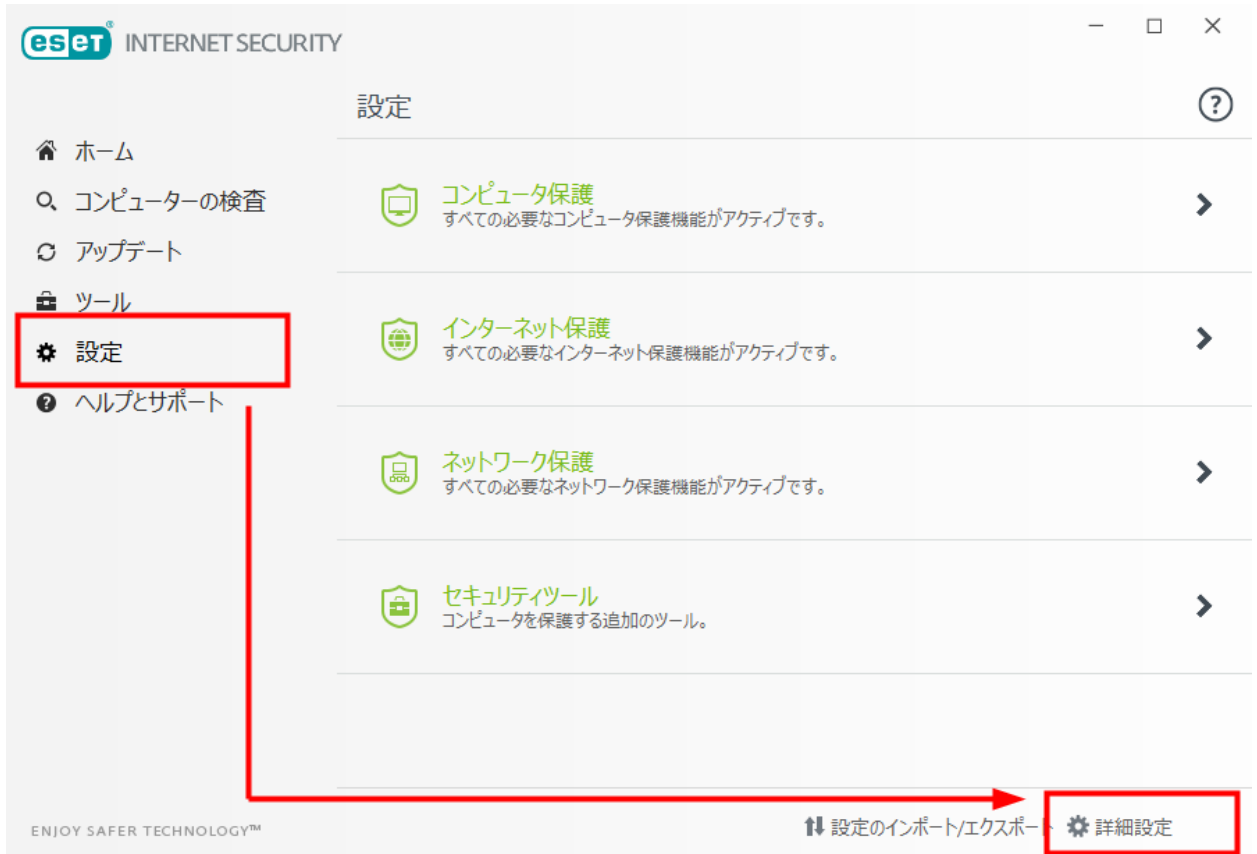 eset® INTERNET SECURITY
設定
ホーム
コンピューターの検査
アップデート
ツール
設定
ヘルプとサポート
コンピュータ保護
すべての必要なコンピュータ保護機能がアクティブです。
インターネット保護
すべての必要なインターネット保護機能がアクティブです。
ネットワーク保護
すべての必要なネットワーク保護機能がアクティブです。
セキュリティツール
コンピュータを保護する追加のツール。
ENJOY SAFER TECHNOLOGY™
設定のインポート/エクスポート
詳細設定